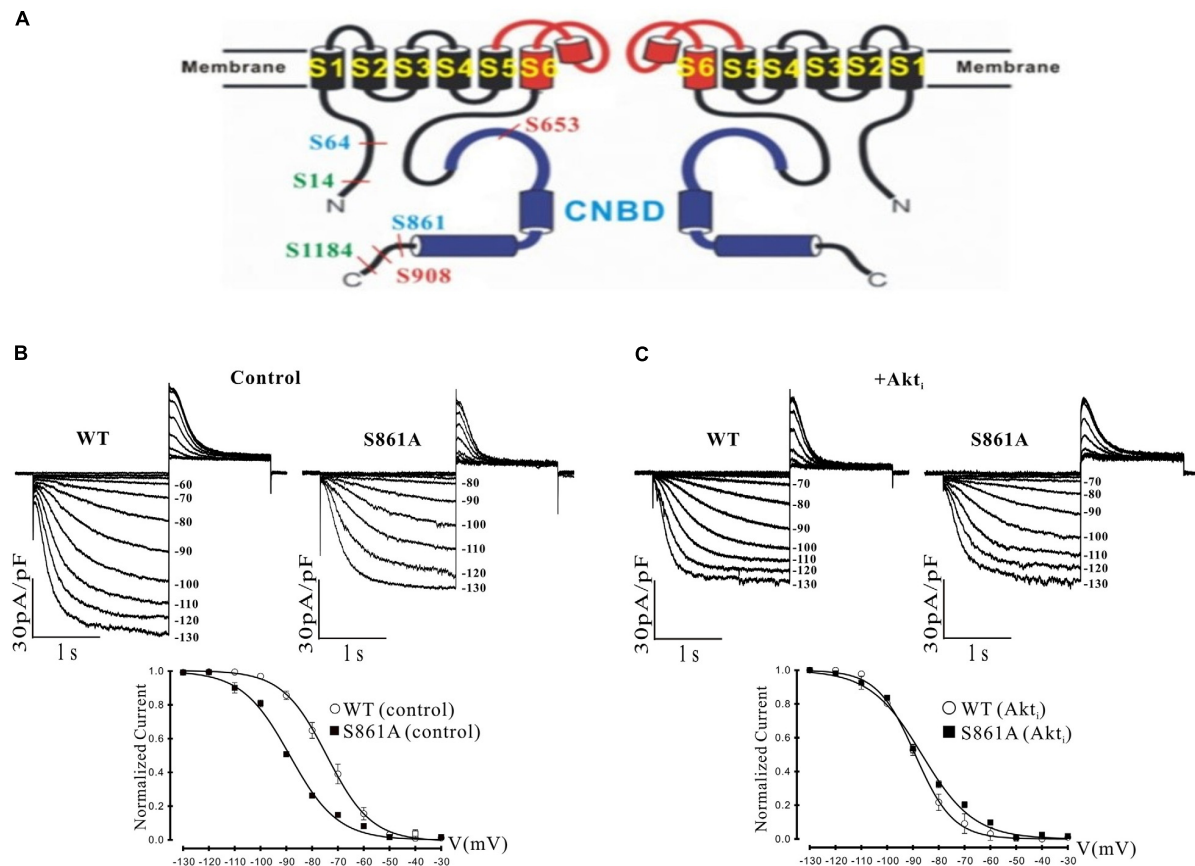 A
Membrane
S1
S2
S3
S4
S5
S6
S6
S5
S4
S3
S2
S1
Membrane
S64
S653
S14
N
N
S861
CNBD
S1184
S908
C
C
B
Control
WT
S861A
-60
-70
-80
-90
-100
-110
-120
-130
30pA/pF
1 s
-80
-90
-100
-110
-120
-130
30pA/pF
1 s
Normalized Current
1.0
0.8
0.6
0.4
0.2
0.0
WT (control)
S861A (control)
V(mV)
-130 -120 -110 -100 -90 -80 -70 -60 -50 -40 -30
C
+Akti
WT
S861A
-70
-80
-90
-100
-110
-120
-130
30pA/pF
1 s
-70
-80
-90
-100
-110
-120
-130
30pA/pF
1 s
Normalized Current
1.0
0.8
0.6
0.4
0.2
0.0
WT (Akti)
S861A (Akti)
V(mV)
-130 -120 -110 -100 -90 -80 -70 -60 -50 -40 -30